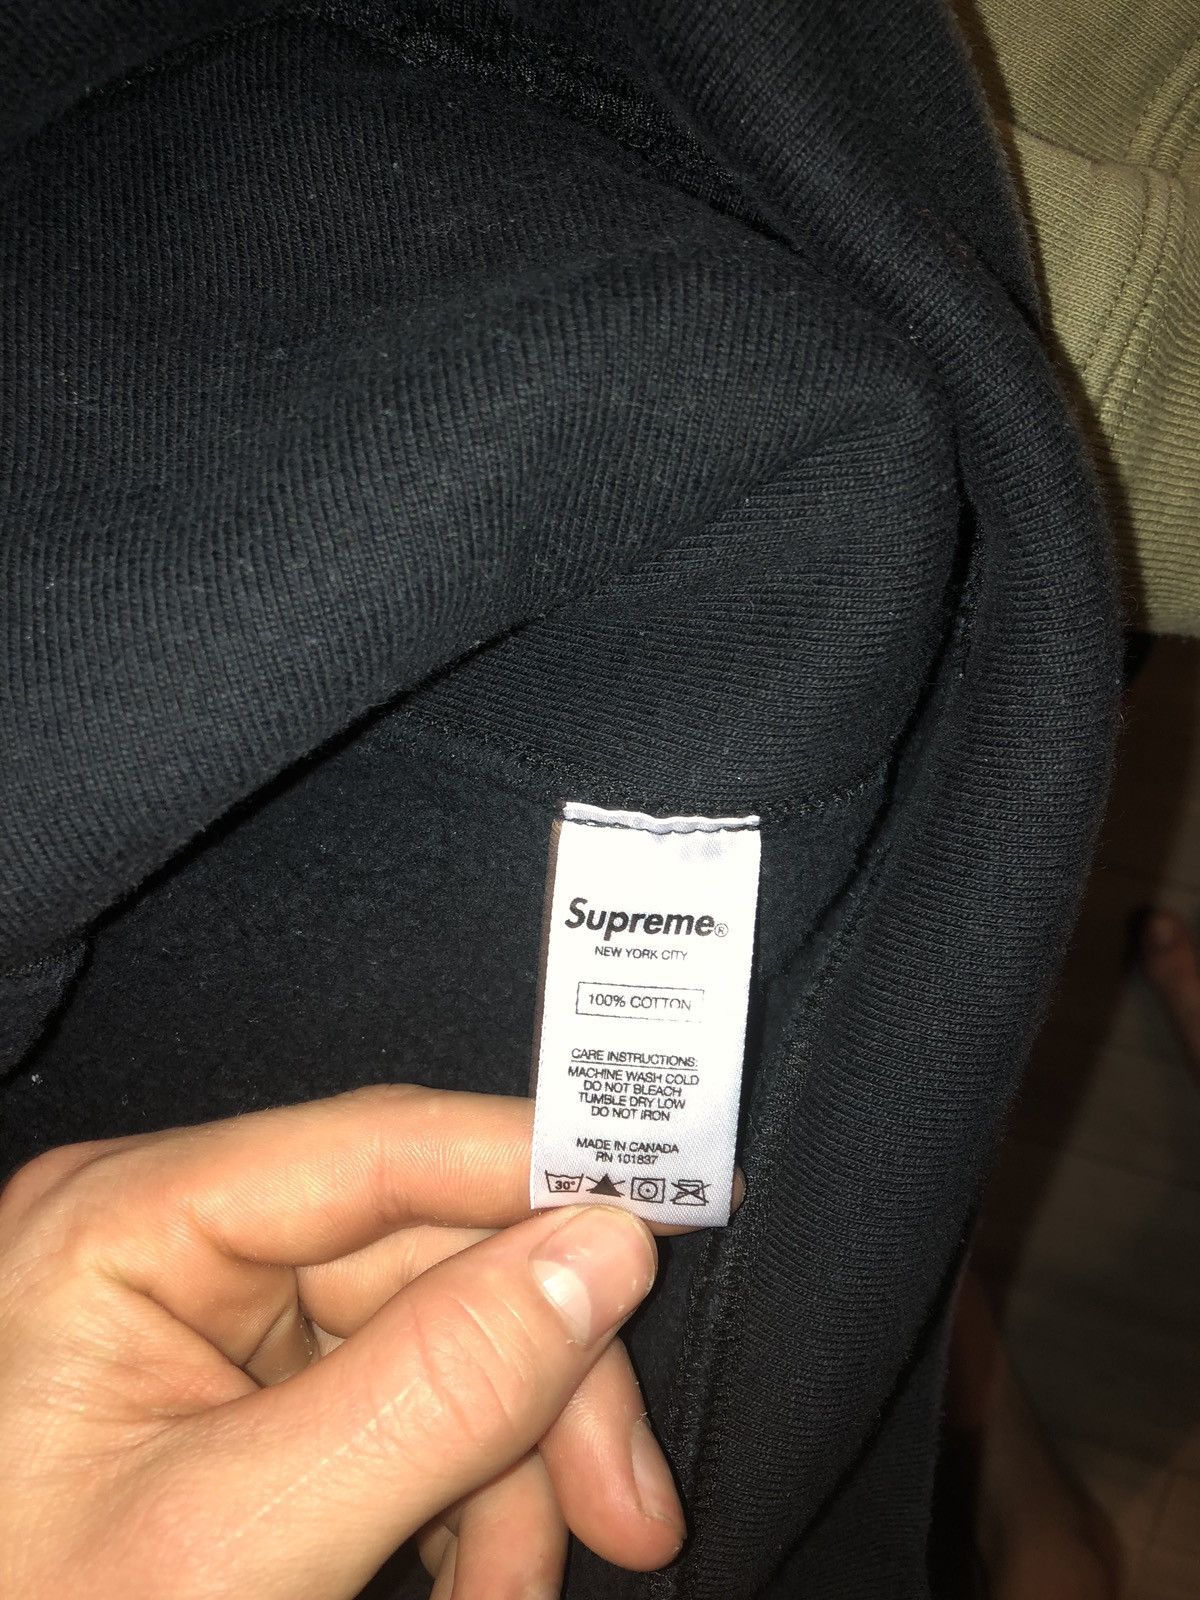 Supreme®
NEW YORK CITY
100% COTTON
CARE INSTRUCTIONS:
MACHINE WASH COLD
DO NOT BLEACH
TUMBLE DRY LOW
DO NOT IRON
MADE IN CANADA
RN 101837
30°